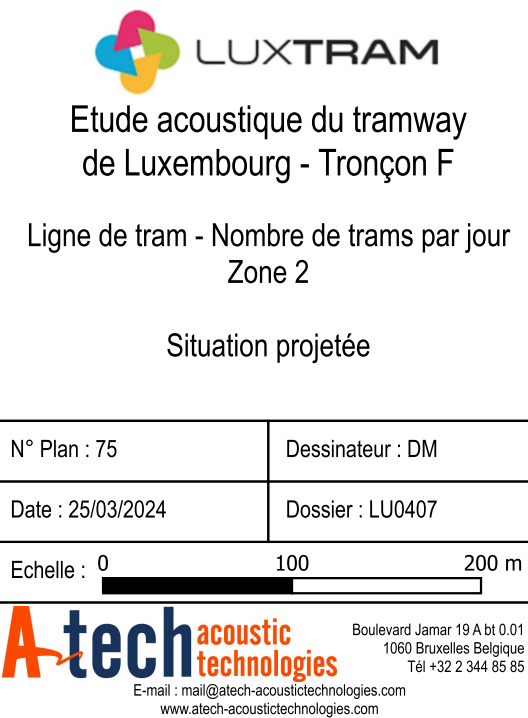 LUXTRAM
Etude acoustique du tramway
de Luxembourg - Tronçon F
Ligne de tram - Nombre de trams par jour
Zone 2
Situation projetée
N° Plan : 75
Dessinateur : DM
Date : 25/03/2024
Dossier : LU0407
Echelle : 0 100 200 m
A-tech acoustic
technologies
Boulevard Jamar 19 A bt 0.01
1060 Bruxelles Belgique
Tél +32 2 344 85 85
E-mail : mail@atech-acoustictechnologies.com
www.atech-acoustictechnologies.com